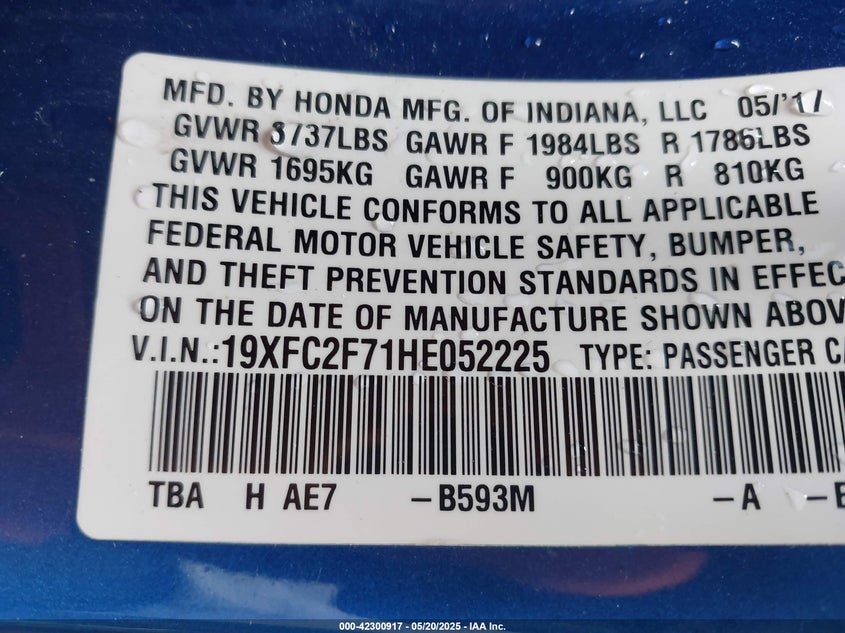 MFD. BY HONDA MFG. OF INDIANA, LLC 05/'17
GVWR 3737LBS GAWR F 1984LBS R 1786LBS
GVWR 1695KG GAWR F 900KG R 810KG
THIS VEHICLE CONFORMS TO ALL APPLICABLE
FEDERAL MOTOR VEHICLE SAFETY, BUMPER,
AND THEFT PREVENTION STANDARDS IN EFFEC
ON THE DATE OF MANUFACTURE SHOWN ABOV
V.I.N.:19XFC2F71HE052225 TYPE: PASSENGER CA
TBA H AE7 -B593M -A -B
000-42300917 - 05/20/2025 - IAA Inc.